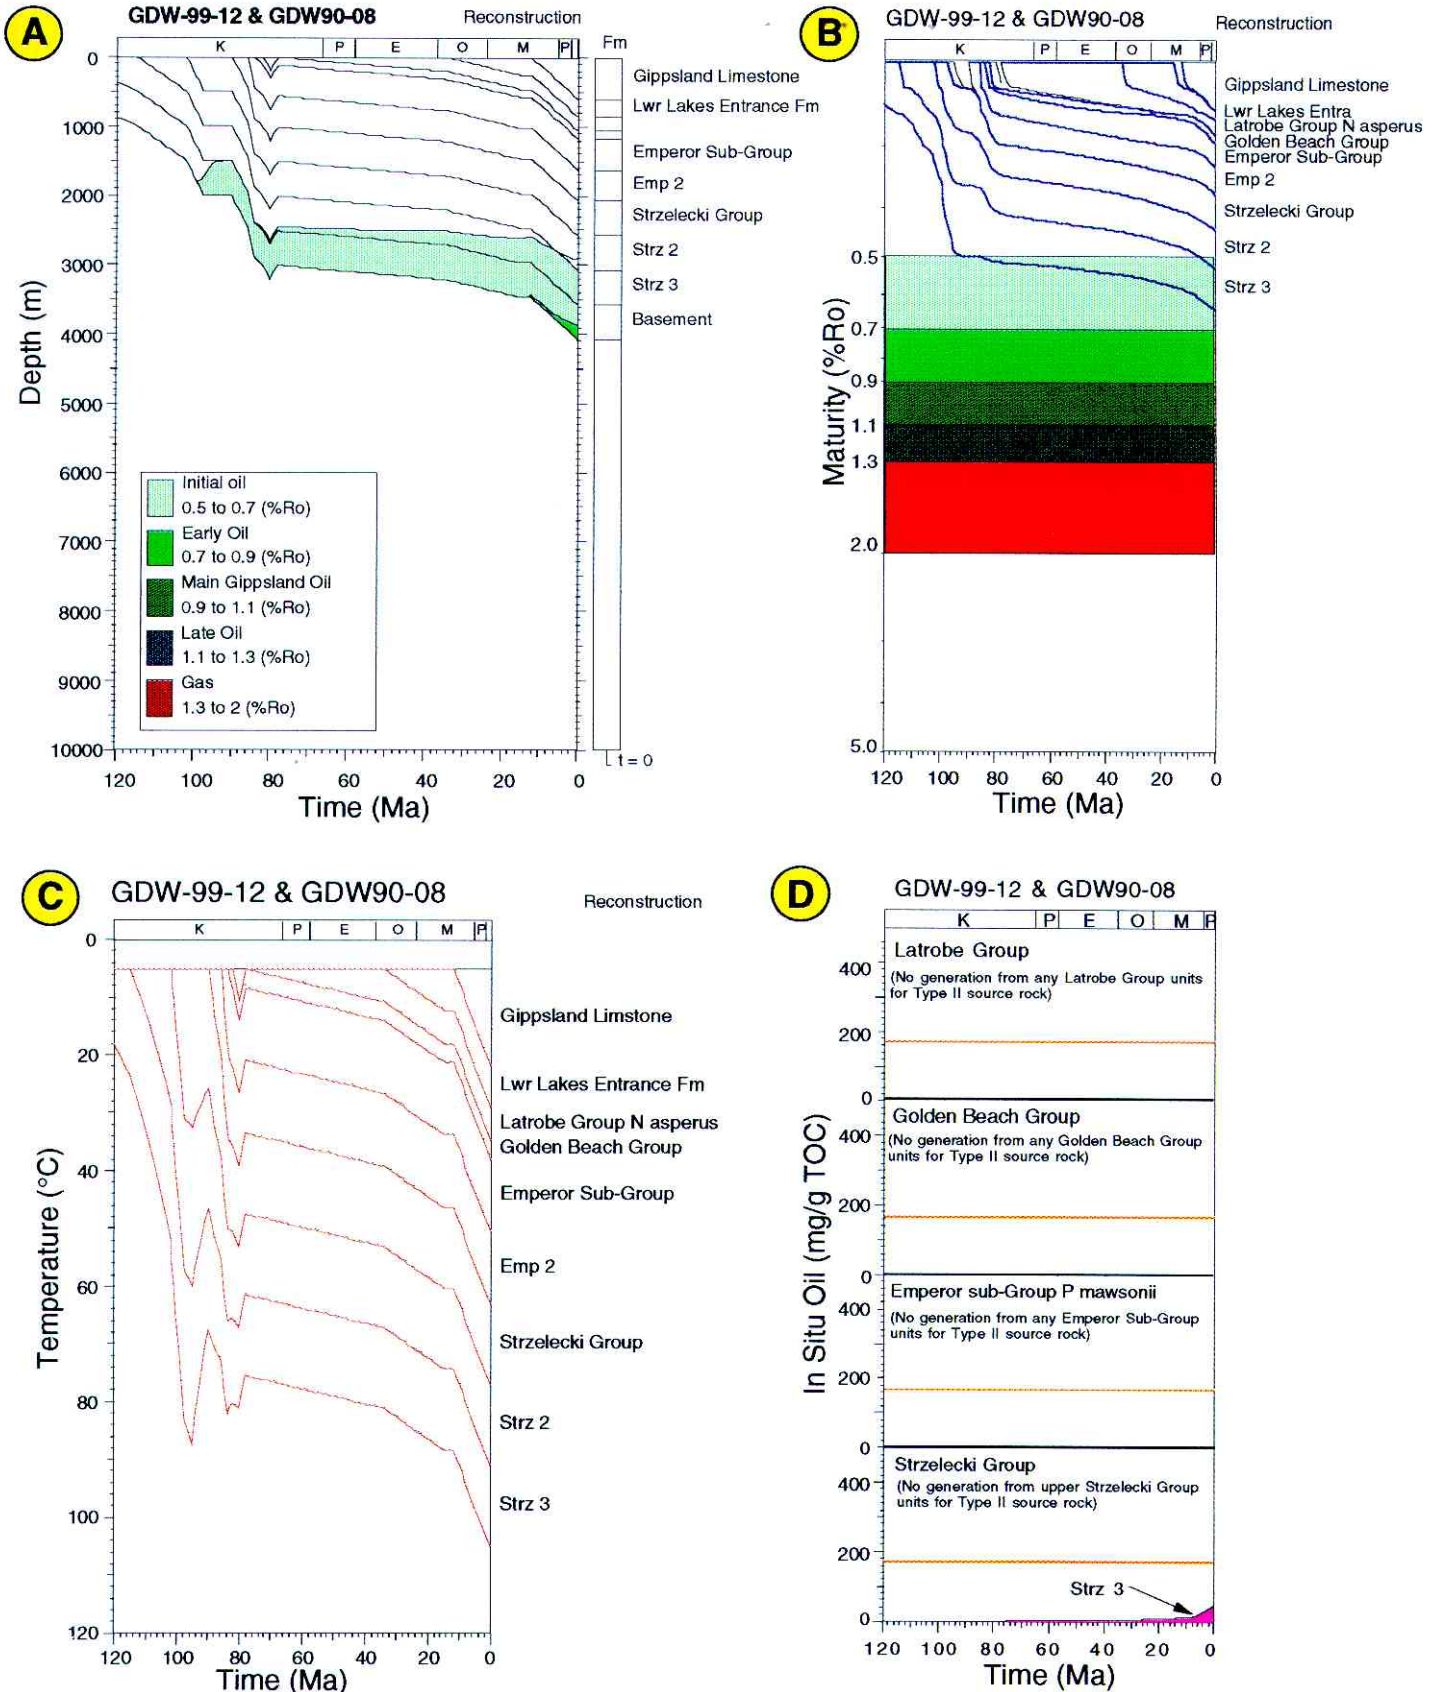 A
GDW-99-12 & GDW90-08
Reconstruction
K P E O M P
Fm
0
1000
2000
3000
4000
5000
6000
7000
8000
9000
10000
Depth (m)
Gippsland Limestone
Lwr Lakes Entrance Fm
Emperor Sub-Group
Emp 2
Strzelecki Group
Strz 2
Strz 3
Basement
Initial oil
0.5 to 0.7 (%Ro)
Early Oil
0.7 to 0.9 (%Ro)
Main Gippsland Oil
0.9 to 1.1 (%Ro)
Late Oil
1.1 to 1.3 (%Ro)
Gas
1.3 to 2 (%Ro)
t = 0
120 100 80 60 40 20 0
Time (Ma)
B
GDW-99-12 & GDW90-08
Reconstruction
K P E O M P
Gippsland Limestone
Lwr Lakes Entra
Latrobe Group N asperus
Golden Beach Group
Emperor Sub-Group
Emp 2
Strzelecki Group
Strz 2
Strz 3
0.5
0.7
0.9
1.1
1.3
2.0
5.0
Maturity (%Ro)
120 100 80 60 40 20 0
Time (Ma)
C
GDW-99-12 & GDW90-08
Reconstruction
K P E O M P
0
20
40
60
80
100
120
Temperature (°C)
Gippsland Limstone
Lwr Lakes Entrance Fm
Latrobe Group N asperus
Golden Beach Group
Emperor Sub-Group
Emp 2
Strzelecki Group
Strz 2
Strz 3
120 100 80 60 40 20 0
Time (Ma)
D
GDW-99-12 & GDW90-08
K P E O M P
In Situ Oil (mg/g TOC)
Latrobe Group
(No generation from any Latrobe Group units
for Type II source rock)
400
200
0
Golden Beach Group
(No generation from any Golden Beach Group
units for Type II source rock)
400
200
0
Emperor sub-Group P mawsonii
(No generation from any Emperor Sub-Group
units for Type II source rock)
400
200
0
Strzelecki Group
(No generation from upper Strzelecki Group
units for Type II source rock)
400
200
Strz 3
0
120 100 80 60 40 20 0
Time (Ma)